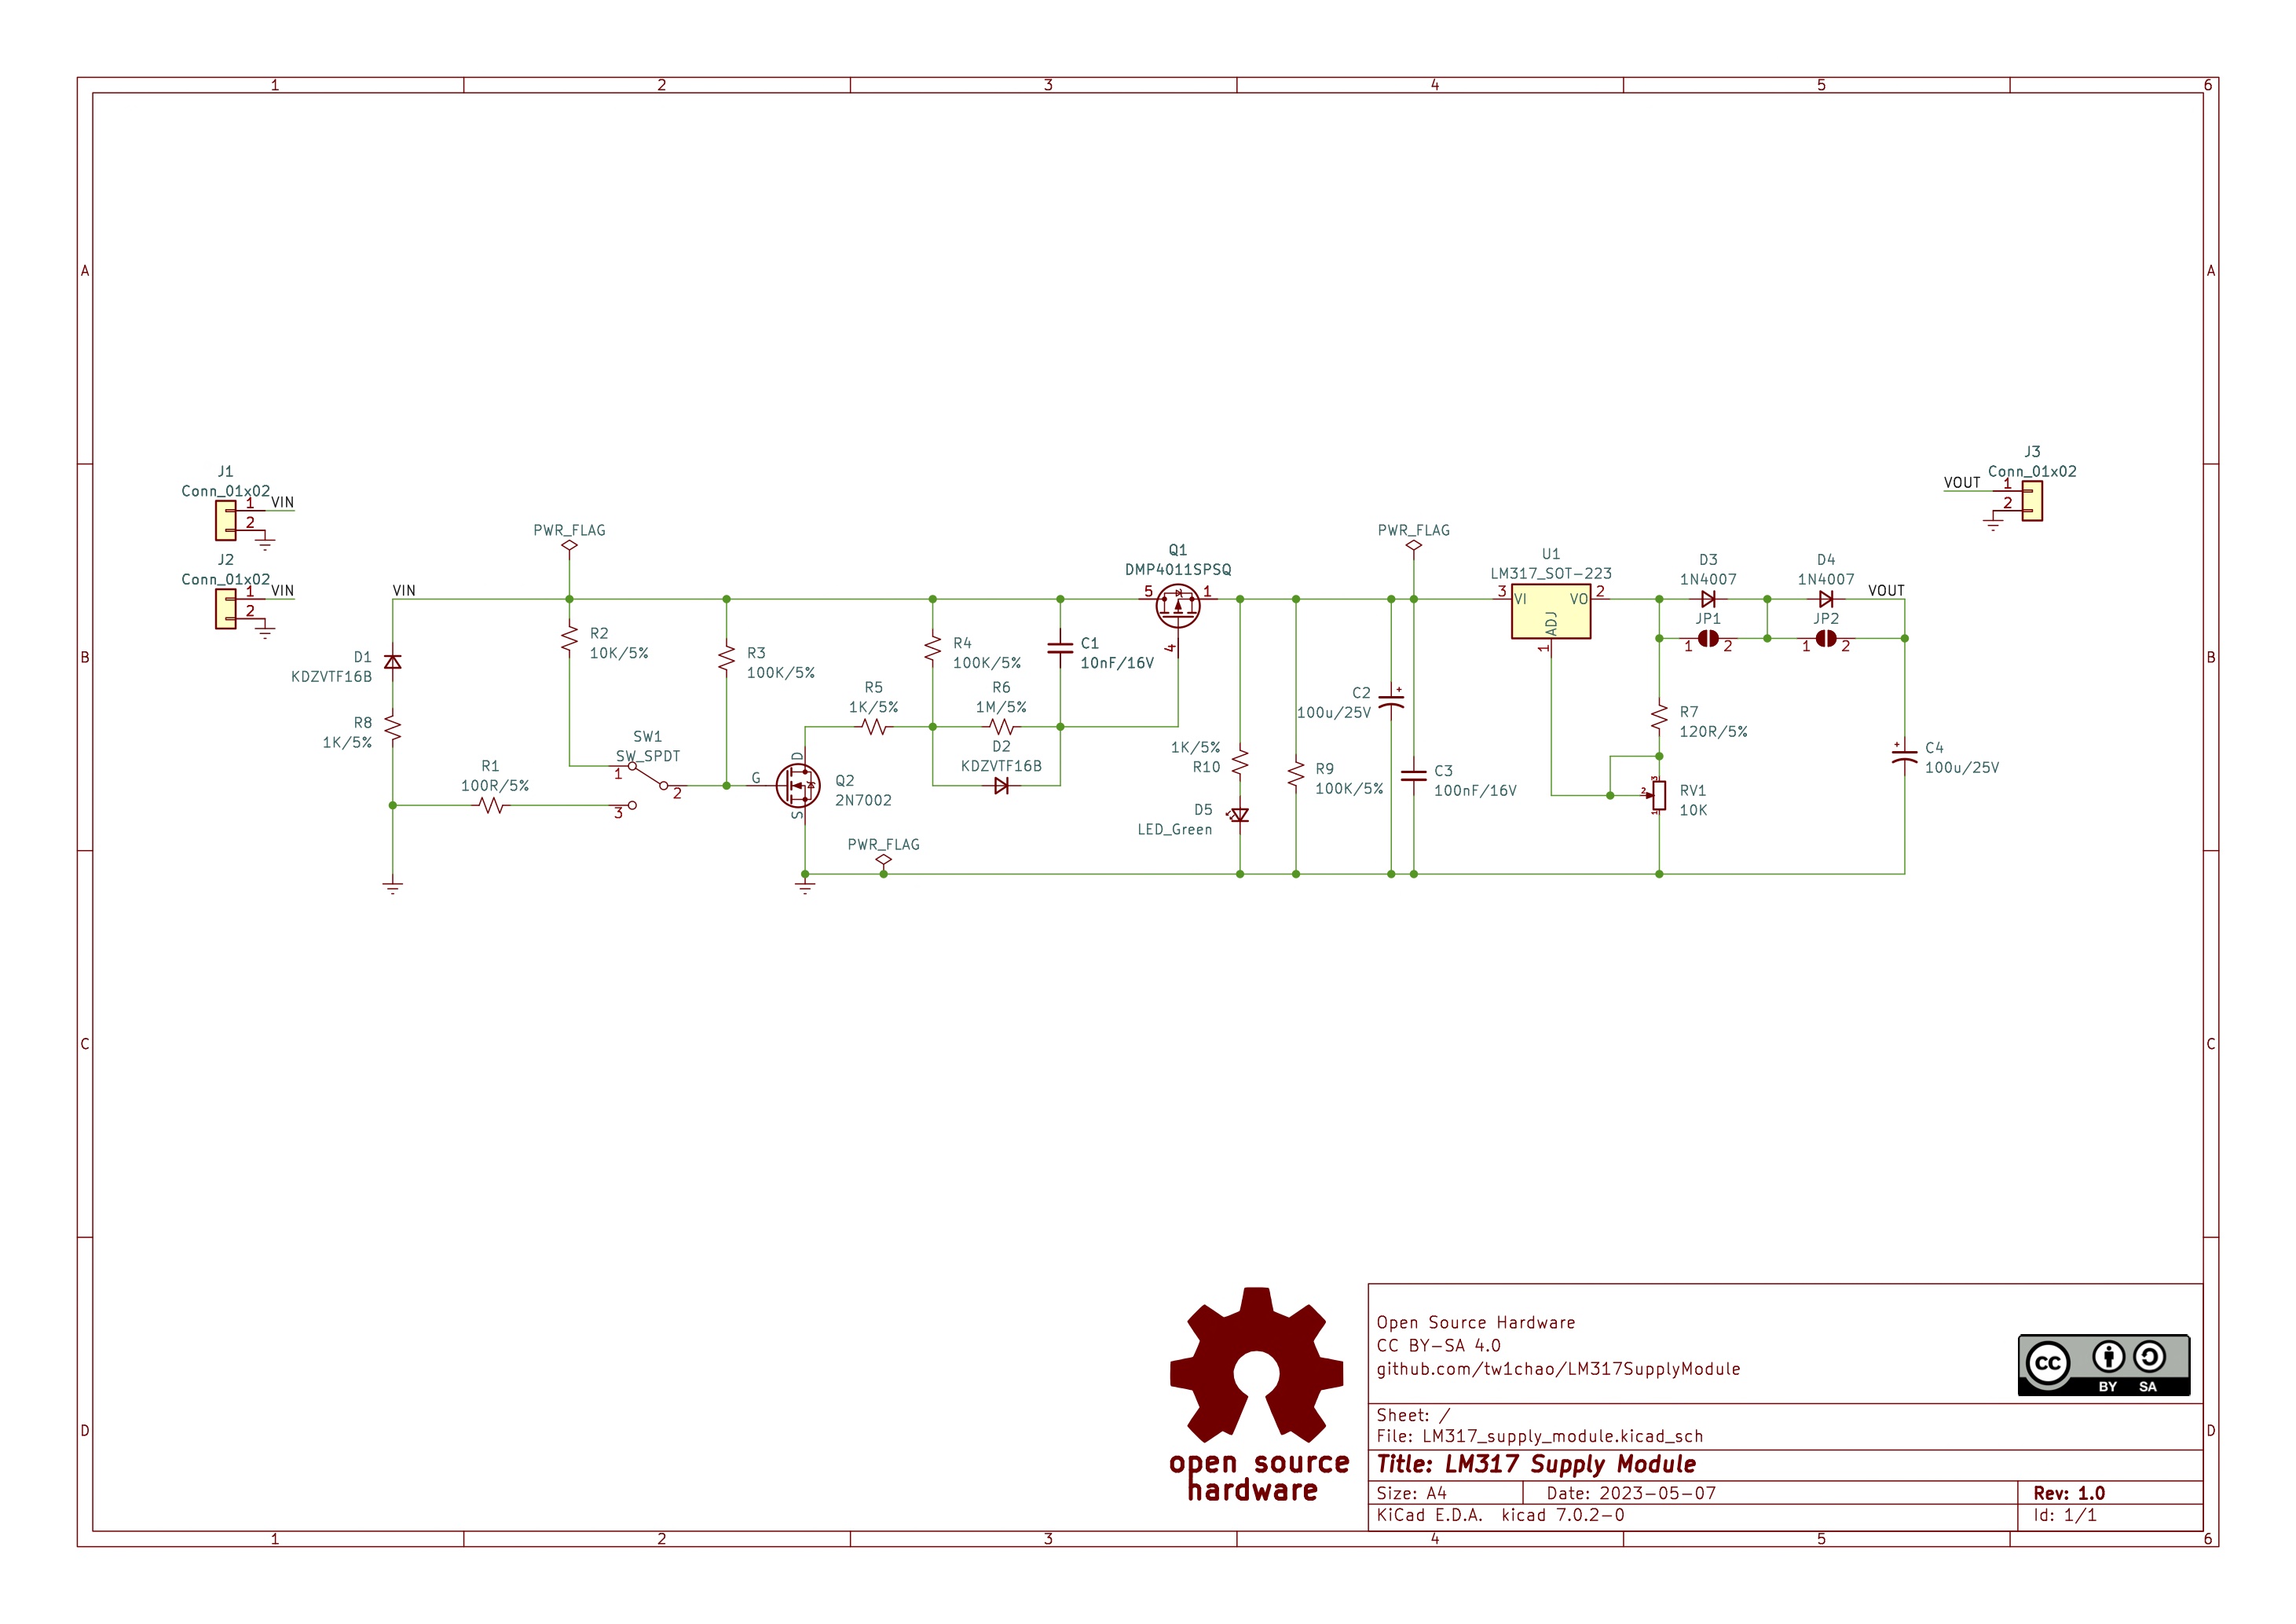 1 2 3 4 5 6
A A
J3
Conn_01x02
VOUT 1
2
J1
Conn_01x02
1 VIN
2
J2
Conn_01x02
1 VIN
2
VIN
PWR_FLAG
Q1
DMP4011SPSQ
5 1
4
PWR_FLAG
U1
LM317_SOT-223
3 VI VO 2
ADJ
1
D3
1N4007
D4
1N4007
VOUT
JP1
1 2
JP2
1 2
B B
D1
KDZVTF16B
R2
10K/5%
R3
100K/5%
R4
100K/5%
C1
10nF/16V
R8
1K/5%
R5
1K/5%
R6
1M/5%
C2
+
100u/25V
R7
120R/5%
SW1
SW_SPDT
1
2
3
D2
KDZVTF16B
1K/5%
R10
C4
+
100u/25V
R1
100R/5%
G
D
S
Q2
2N7002
R9
100K/5%
C3
100nF/16V
3
2
1
RV1
10K
D5
LED_Green
PWR_FLAG
C C
D D
open source
hardware
Open Source Hardware
CC BY-SA 4.0
github.com/tw1chao/LM317SupplyModule
cc
BY SA
Sheet: /
File: LM317_supply_module.kicad_sch
Title: LM317 Supply Module
Size: A4 Date: 2023-05-07 Rev: 1.0
KiCad E.D.A. kicad 7.0.2-0 Id: 1/1
1 2 3 4 5 6